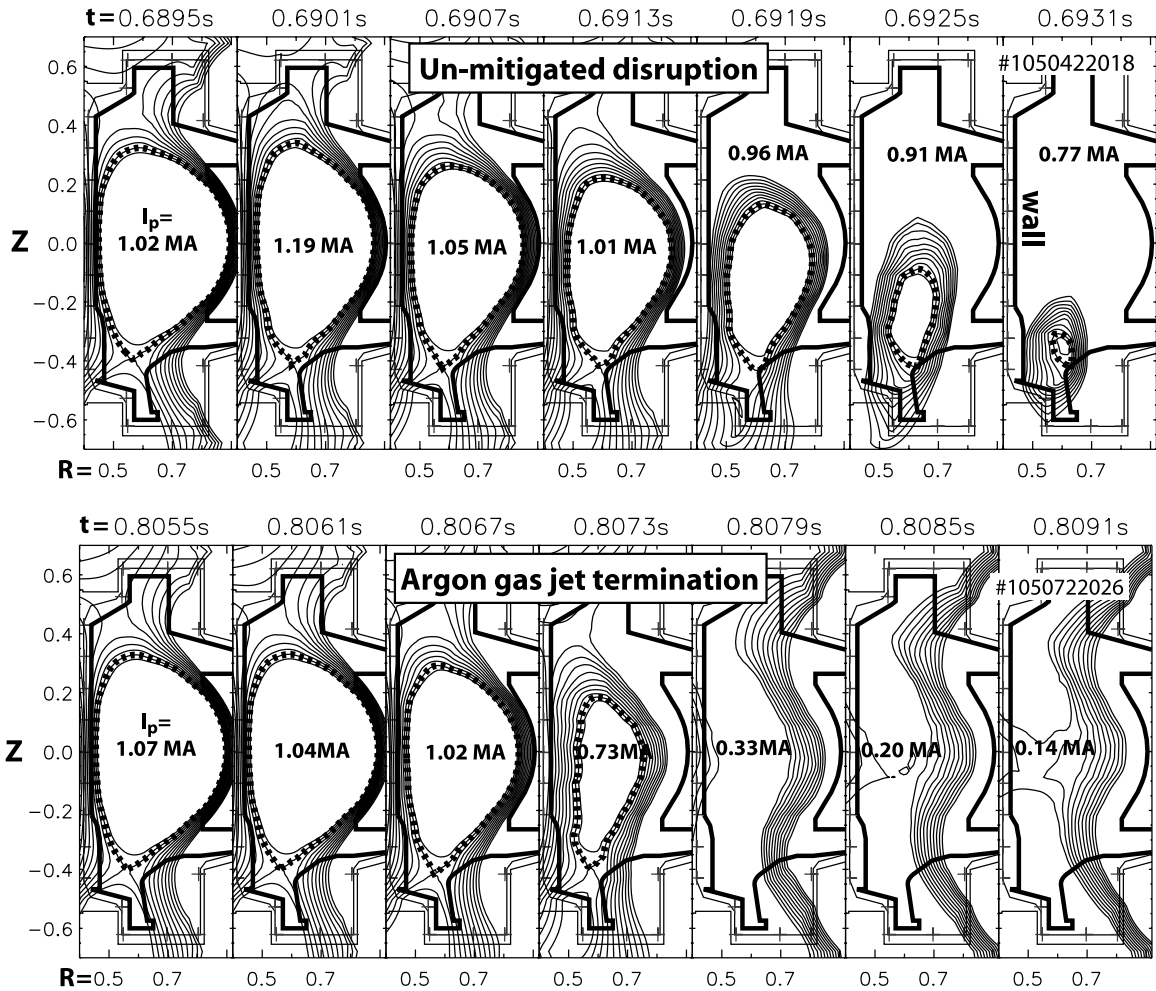 t= 0.6895s 0.6901s 0.6907s 0.6913s 0.6919s 0.6925s 0.6931s
Un-mitigated disruption
#1050422018
0.6
0.4
0.2
Z 0.0
−0.2
−0.4
−0.6
Ip=
1.02 MA
1.19 MA
1.05 MA
1.01 MA
0.96 MA
0.91 MA
0.77 MA
wall
R= 0.5 0.7 0.5 0.7 0.5 0.7 0.5 0.7 0.5 0.7 0.5 0.7 0.5 0.7
t= 0.8055s 0.8061s 0.8067s 0.8073s 0.8079s 0.8085s 0.8091s
Argon gas jet termination
#1050722026
0.6
0.4
0.2
Z 0.0
−0.2
−0.4
−0.6
Ip=
1.07 MA
1.04MA
1.02 MA
0.73MA
0.33MA
0.20 MA
0.14 MA
R= 0.5 0.7 0.5 0.7 0.5 0.7 0.5 0.7 0.5 0.7 0.5 0.7 0.5 0.7